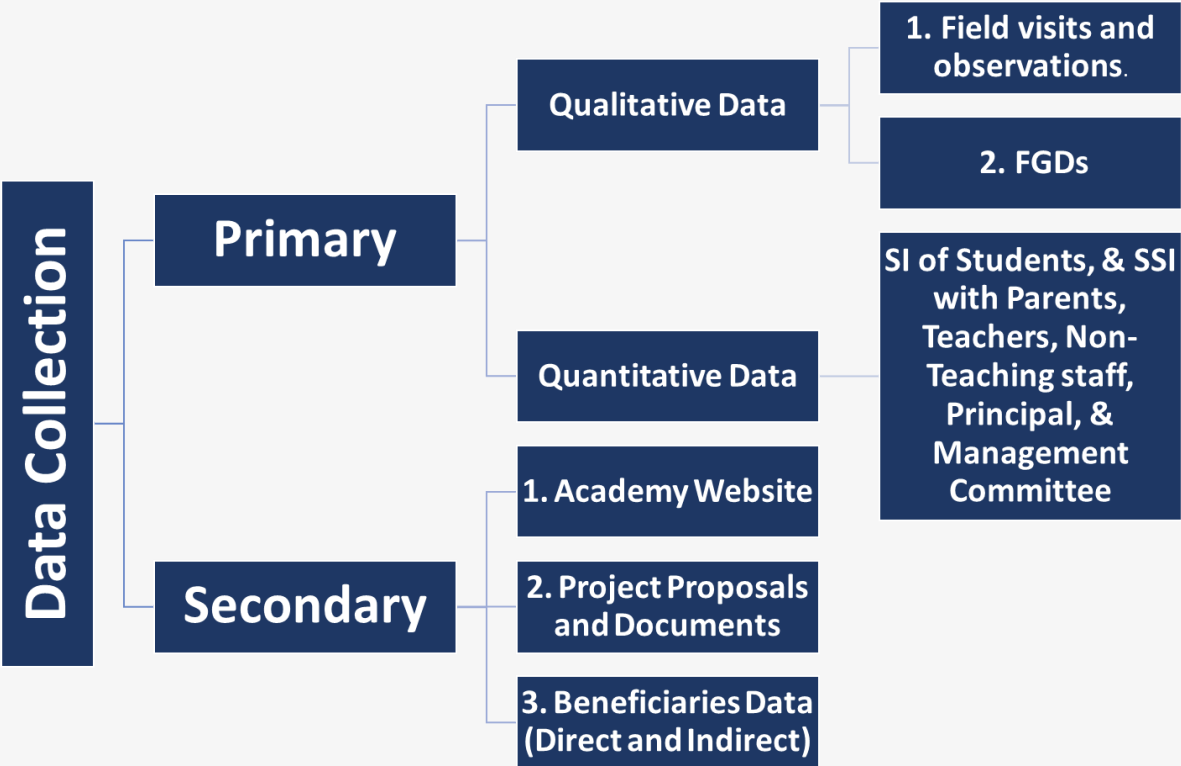 Data Collection
Primary
Qualitative Data
1. Field visits and
observations.
2. FGDs
Quantitative Data
SI of Students, & SSI
with Parents,
Teachers, Non-
Teaching staff,
Principal, &
Management
Committee
Secondary
1. Academy Website
2. Project Proposals
and Documents
3. Beneficiaries Data
(Direct and Indirect)